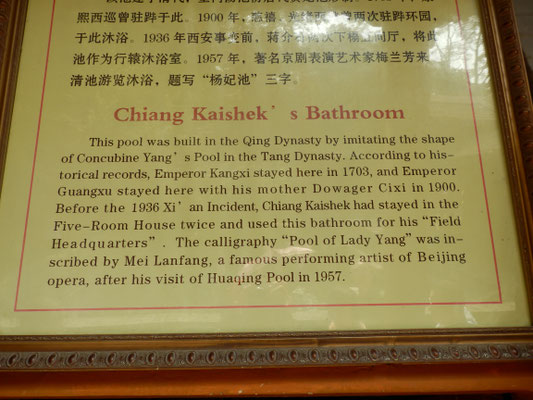 熙西巡曾驻跸于此。1900年，慈禧、光绪西逃曾两次驻跸环园，
于此沐浴。1936年西安事变前，蒋介石两次下榻五间厅，将此
池作为行辕沐浴室。1957年，著名京剧表演艺术家梅兰芳来
清池游览沐浴，题写“杨妃池”三字。
Chiang Kaishek's Bathroom
This pool was built in the Qing Dynasty by imitating the shape
of Concubine Yang's Pool in the Tang Dynasty. According to his-
torical records, Emperor Kangxi stayed here in 1703, and Emperor
Guangxu stayed here with his mother Dowager Cixi in 1900.
Before the 1936 Xi'an Incident, Chiang Kaishek had stayed in the
Five-Room House twice and used this bathroom for his “Field
Headquarters”. The calligraphy “Pool of Lady Yang” was in-
scribed by Mei Lanfang, a famous performing artist of Beijing
opera, after his visit of Huaqing Pool in 1957.